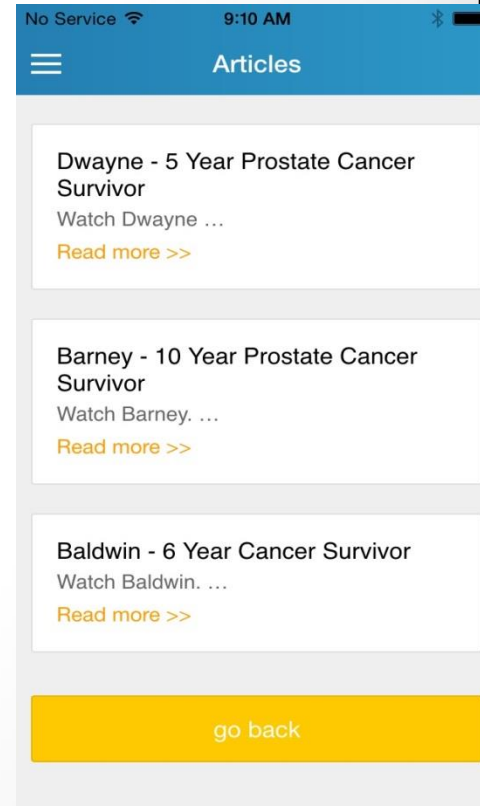 No Service 9:10 AM
Articles
Dwayne - 5 Year Prostate Cancer
Survivor
Watch Dwayne …
Read more >>
Barney - 10 Year Prostate Cancer
Survivor
Watch Barney. …
Read more >>
Baldwin - 6 Year Cancer Survivor
Watch Baldwin. …
Read more >>
go back